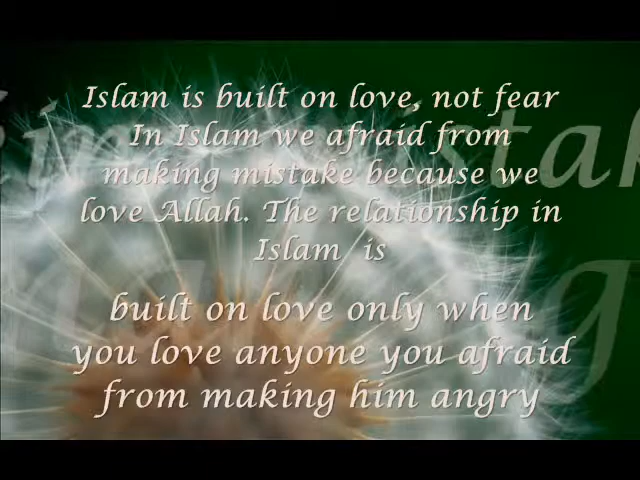 Islam is built on love, not fear
In Islam we afraid from
making mistake because we
love Allah. The relationship in
Islam is
built on love only when
you love anyone you afraid
from making him angry